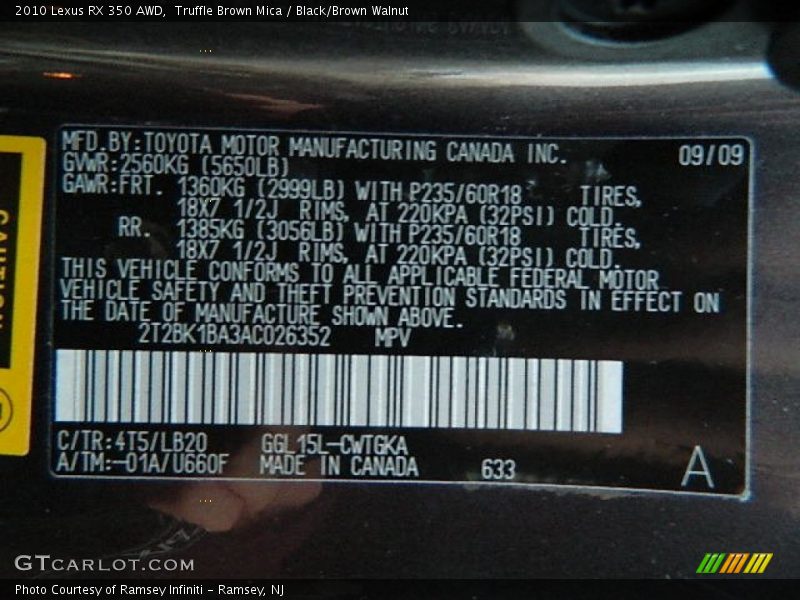 2010 Lexus RX 350 AWD,  Truffle Brown Mica / Black/Brown Walnut
MFD.BY:TOYOTA MOTOR MANUFACTURING CANADA INC. 09/09
GVWR:2560KG (5650LB)
GAWR:FRT. 1360KG (2999LB) WITH P235/60R18 TIRES,
18X7 1/2J RIMS, AT 220KPA (32PSI) COLD.
RR. 1385KG (3056LB) WITH P235/60R18 TIRES,
18X7 1/2J RIMS, AT 220KPA (32PSI) COLD.
THIS VEHICLE CONFORMS TO ALL APPLICABLE FEDERAL MOTOR
VEHICLE SAFETY AND THEFT PREVENTION STANDARDS IN EFFECT ON
THE DATE OF MANUFACTURE SHOWN ABOVE.
2T2BK1BA3AC026352 MPV
C/TR:4T5/LB20 GGL15L-CWTGKA
A/TM:-01A/U660F MADE IN CANADA 633 A
CAUTION
GTCARLOT.COM
Photo Courtesy of Ramsey Infiniti - Ramsey, NJ